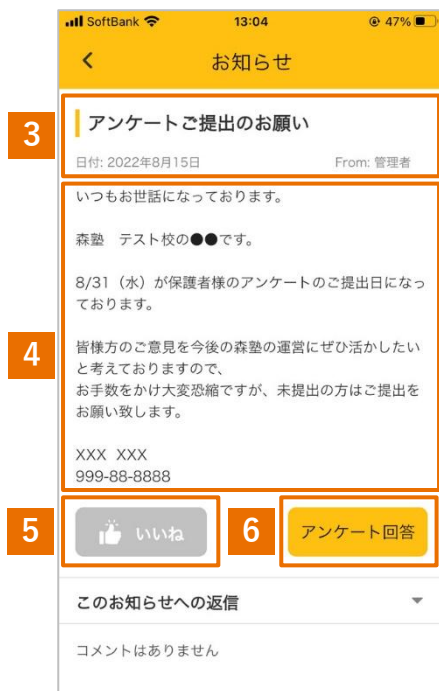 SoftBank 13:04 47%
お知らせ
3
アンケートご提出のお願い
日付: 2022年8月15日 From: 管理者
4
いつもお世話になっております。
森塾　テスト校の●●です。
8/31（水）が保護者様のアンケートのご提出日になっ
ております。
皆様方のご意見を今後の森塾の運営にぜひ活かしたい
と考えておりますので、
お手数をかけ大変恐縮ですが、未提出の方はご提出を
お願い致します。
XXX XXX
999-88-8888
5
いいね
6
アンケート回答
このお知らせへの返信
コメントはありません